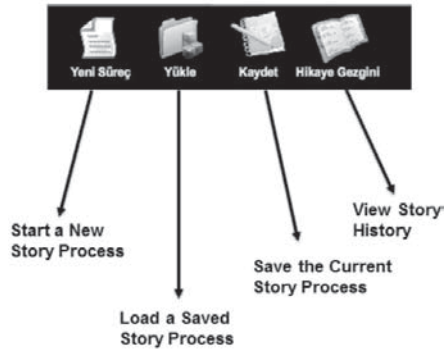 Yeni Süreç Yükle Kaydet Hikaye Gezgini
Start a New
Story Process
View Story
History
Save the Current
Story Process
Load a Saved
Story Process